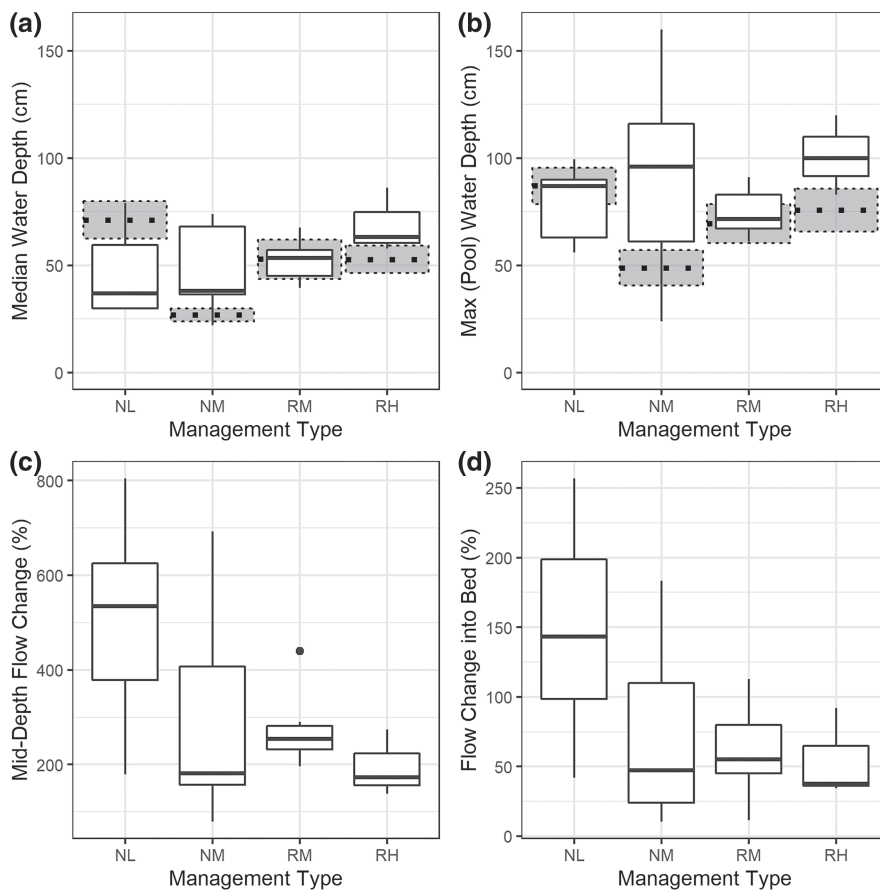 (a)
Median Water Depth (cm)
150
100
50
0
NL NM RM RH
Management Type
(b)
Max (Pool) Water Depth (cm)
150
100
50
0
NL NM RM RH
Management Type
(c)
Mid-Depth Flow Change (%)
800
600
400
200
NL NM RM RH
Management Type
(d)
Flow Change into Bed (%)
250
200
150
100
50
0
NL NM RM RH
Management Type